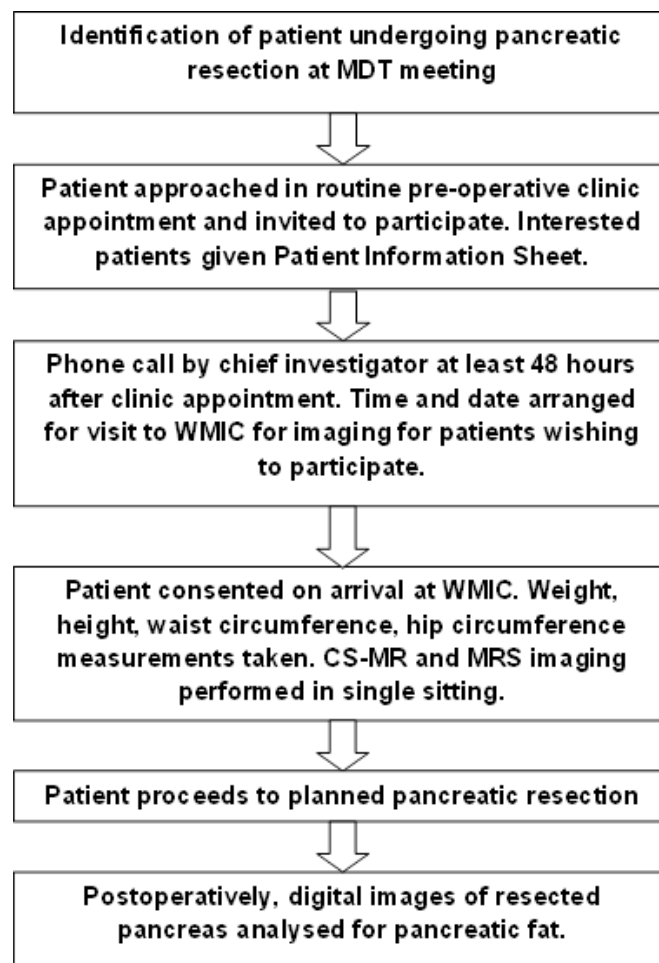 Identification of patient undergoing pancreatic
resection at MDT meeting
Patient approached in routine pre-operative clinic
appointment and invited to participate. Interested
patients given Patient Information Sheet.
Phone call by chief investigator at least 48 hours
after clinic appointment. Time and date arranged
for visit to WMIC for imaging for patients wishing
to participate.
Patient consented on arrival at WMIC. Weight,
height, waist circumference, hip circumference
measurements taken. CS-MR and MRS imaging
performed in single sitting.
Patient proceeds to planned pancreatic resection
Postoperatively, digital images of resected
pancreas analysed for pancreatic fat.